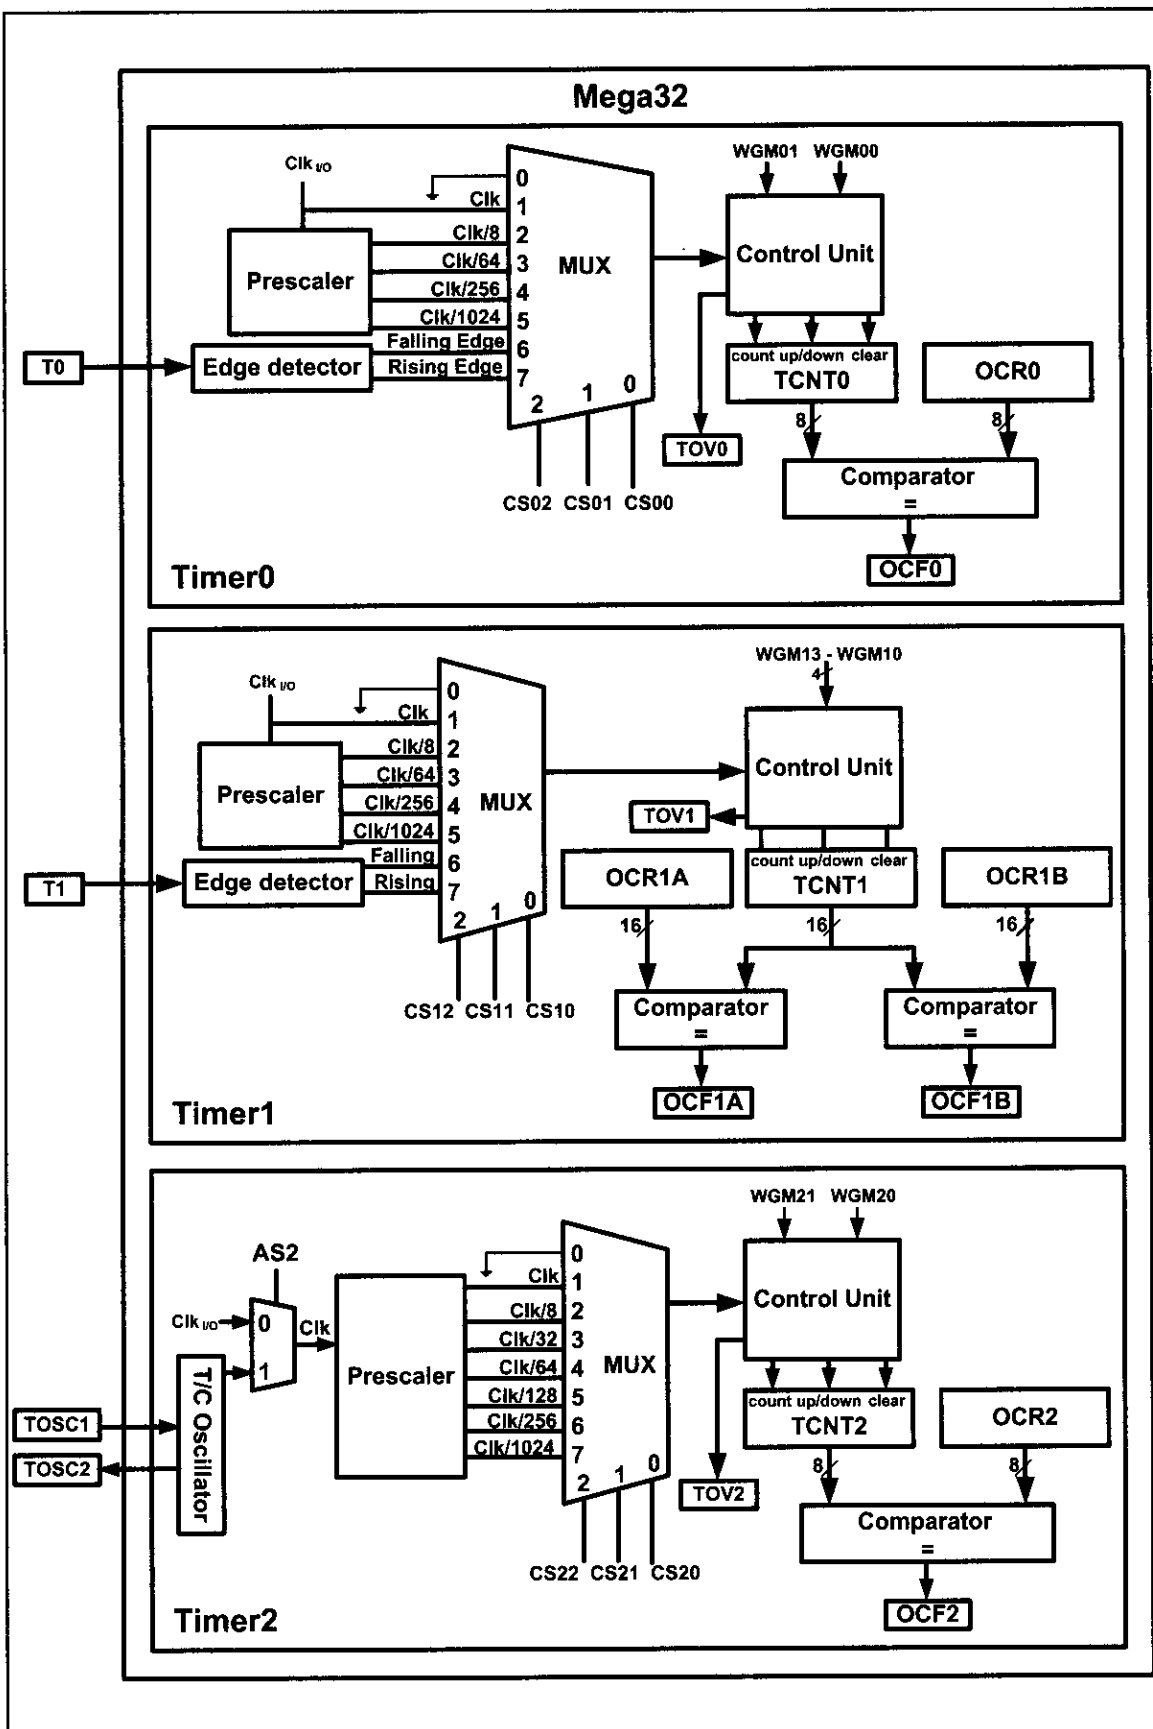 Mega32
WGM01 WGM00
Clk I/O
0
Clk 1
Clk/8 2
Clk/64 3
Clk/256 4
Clk/1024 5
Falling Edge 6
Rising Edge 7
Prescaler
MUX
Control Unit
T0
Edge detector
2 1 0
count up/down clear
TCNT0
OCR0
8 8
TOV0
CS02 CS01 CS00
Comparator
=
OCF0
Timer0
WGM13 - WGM10
4
Clk I/O
0
Clk 1
Clk/8 2
Clk/64 3
Clk/256 4
Clk/1024 5
Falling 6
Rising 7
Prescaler
MUX
Control Unit
TOV1
T1
Edge detector
2 1 0
OCR1A
count up/down clear
TCNT1
OCR1B
16 16 16
CS12 CS11 CS10
Comparator
=
Comparator
=
OCF1A
OCF1B
Timer1
WGM21 WGM20
AS2
Clk I/O 0
1
Clk
0
Clk 1
Clk/8 2
Clk/32 3
Clk/64 4
Clk/128 5
Clk/256 6
Clk/1024 7
Prescaler
MUX
Control Unit
T/C Oscillator
TOSC1
TOSC2
2 1 0
count up/down clear
TCNT2
OCR2
8 8
TOV2
CS22 CS21 CS20
Comparator
=
OCF2
Timer2